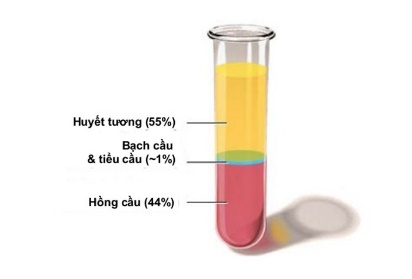 Huyết tương (55%)
Bạch cầu
& tiểu cầu (~1%)
Hồng cầu (44%)